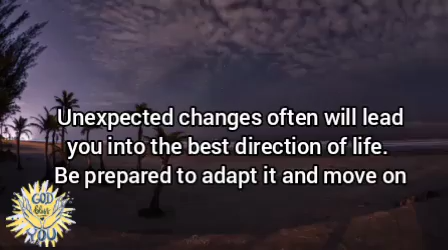 Unexpected changes often will lead
you into the best direction of life.
Be prepared to adapt it and move on
GOD
bless
YOU